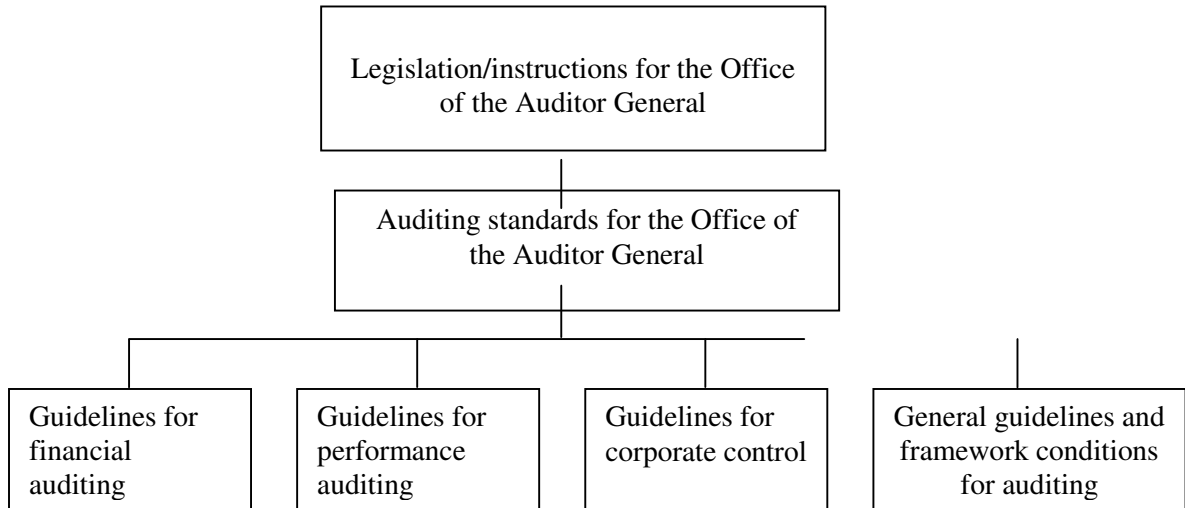 Legislation/instructions for the Office
of the Auditor General
Auditing standards for the Office of
the Auditor General
Guidelines for
financial
auditing
Guidelines for
performance
auditing
Guidelines for
corporate control
General guidelines and
framework conditions
for auditing